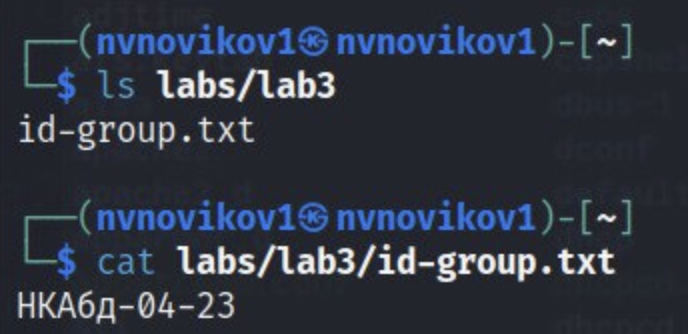 ┌──(nvnovikov1㉿nvnovikov1)-[~]
└─$ ls labs/lab3
id-group.txt
┌──(nvnovikov1㉿nvnovikov1)-[~]
└─$ cat labs/lab3/id-group.txt
НКАбд-04-23